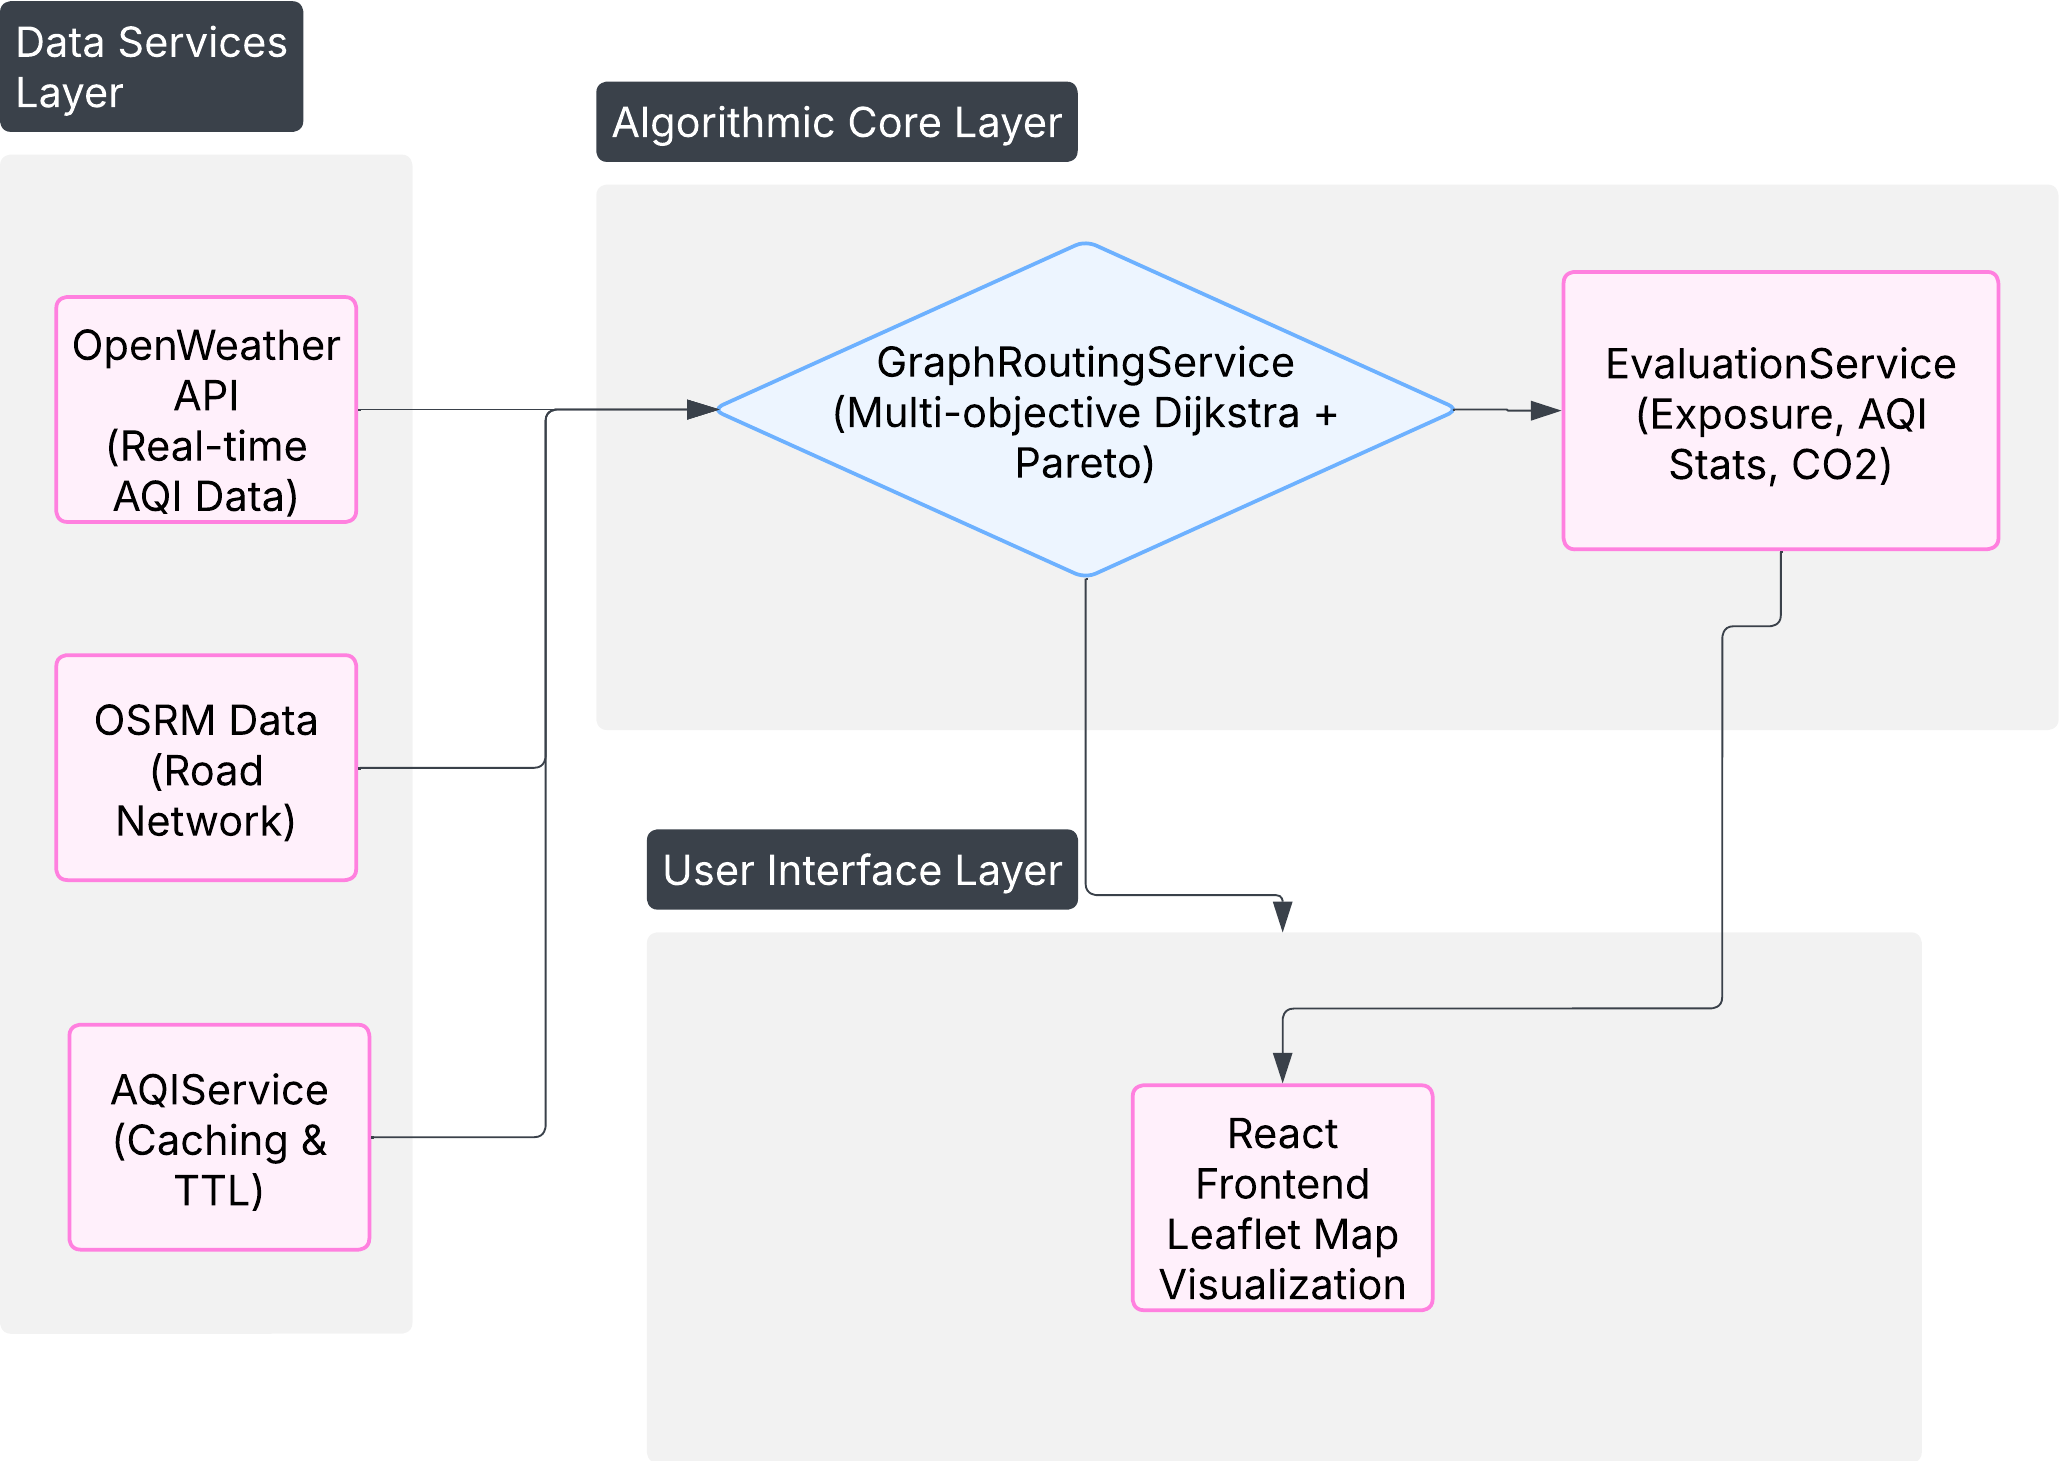 Data Services
Layer
Algorithmic Core Layer
OpenWeather
API
(Real-time
AQI Data)
GraphRoutingService
(Multi-objective Dijkstra +
Pareto)
EvaluationService
(Exposure, AQI
Stats, CO2)
OSRM Data
(Road
Network)
User Interface Layer
AQIService
(Caching &
TTL)
React
Frontend
Leaflet Map
Visualization